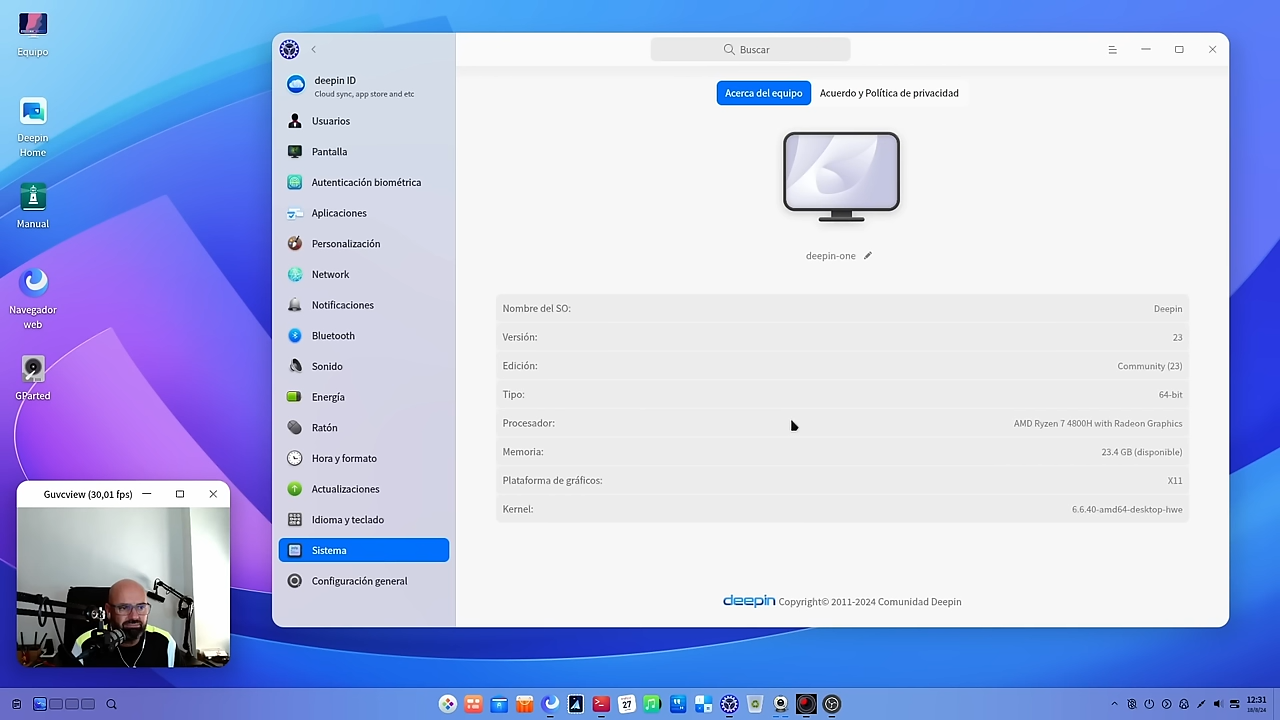 Equipo
Deepin
Home
Manual
Navegador
web
GParted
Guvcview (30,01 fps)
deepin ID
Cloud sync, app store and etc
Usuarios
Pantalla
Autenticación biométrica
Aplicaciones
Personalización
Network
Notificaciones
Bluetooth
Sonido
Energía
Ratón
Hora y formato
Actualizaciones
Idioma y teclado
Sistema
Configuración general
Buscar
Acerca del equipo
Acuerdo y Política de privacidad
deepin-one
Nombre del SO: Deepin
Versión: 23
Edición: Community (23)
Tipo: 64-bit
Procesador: AMD Ryzen 7 4800H with Radeon Graphics
Memoria: 23.4 GB (disponible)
Plataforma de gráficos: X11
Kernel: 6.6.40-amd64-desktop-hwe
deepin Copyright© 2011-2024 Comunidad Deepin
27
12:31
18/8/24